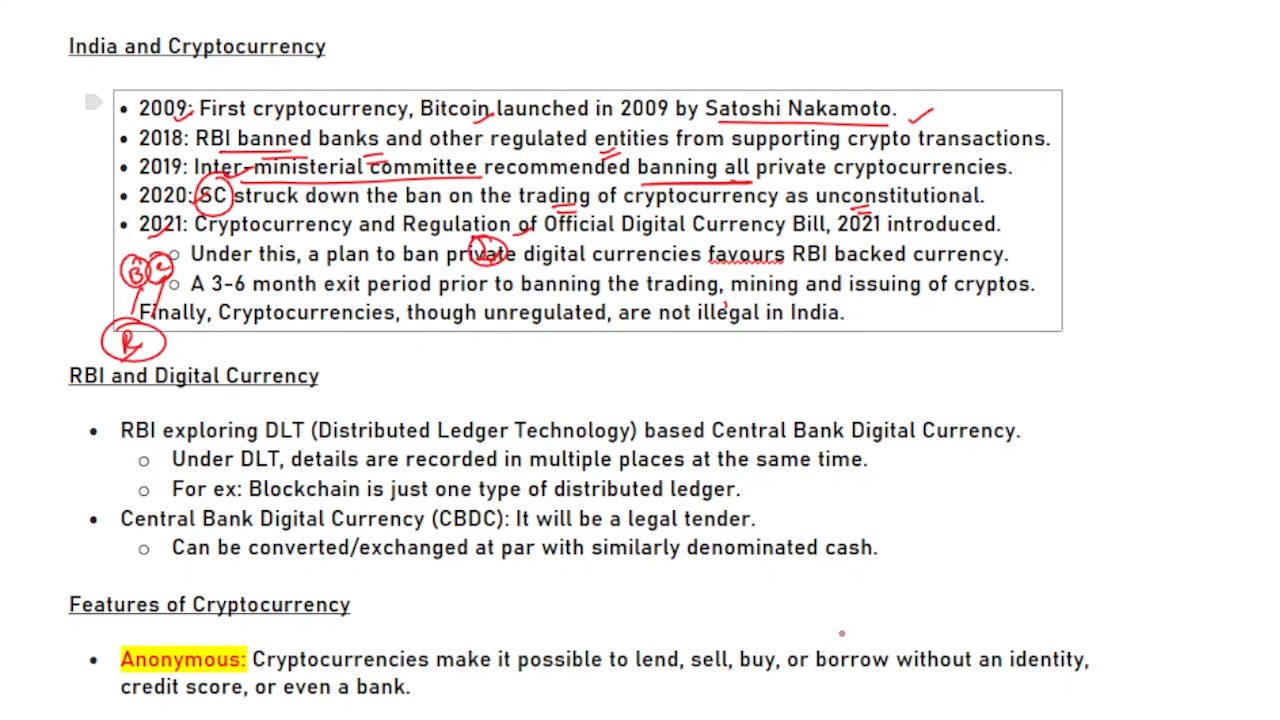 India and Cryptocurrency
• 2009: First cryptocurrency, Bitcoin launched in 2009 by Satoshi Nakamoto.
• 2018: RBI banned banks and other regulated entities from supporting crypto transactions.
• 2019: Inter-ministerial committee recommended banning all private cryptocurrencies.
• 2020: SC struck down the ban on the trading of cryptocurrency as unconstitutional.
• 2021: Cryptocurrency and Regulation of Official Digital Currency Bill, 2021 introduced.
○ Under this, a plan to ban private digital currencies favours RBI backed currency.
B C
○ A 3-6 month exit period prior to banning the trading, mining and issuing of cryptos.
Finally, Cryptocurrencies, though unregulated, are not illegal in India.
R
RBI and Digital Currency
• RBI exploring DLT (Distributed Ledger Technology) based Central Bank Digital Currency.
○ Under DLT, details are recorded in multiple places at the same time.
○ For ex: Blockchain is just one type of distributed ledger.
• Central Bank Digital Currency (CBDC): It will be a legal tender.
○ Can be converted/exchanged at par with similarly denominated cash.
Features of Cryptocurrency
• Anonymous: Cryptocurrencies make it possible to lend, sell, buy, or borrow without an identity,
credit score, or even a bank.